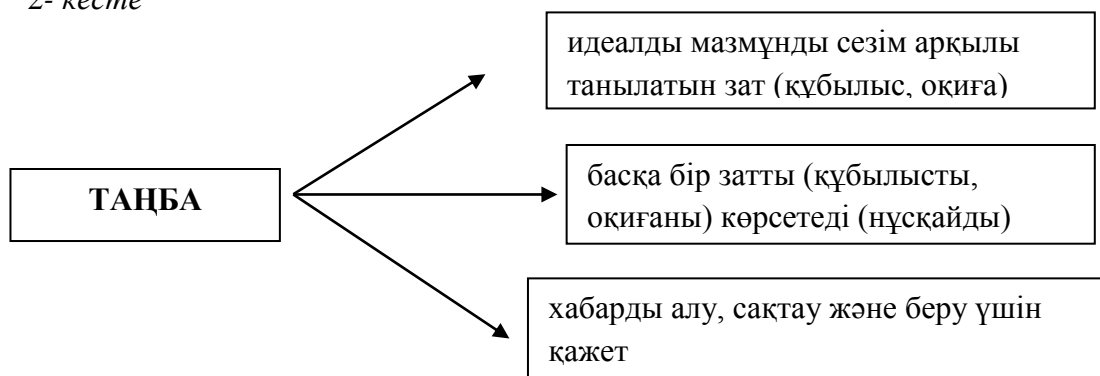 2- кесте
идеалды мазмұнды сезім арқылы
танылатын зат (құбылыс, оқиға)
ТАҢБА
басқа бір затты (құбылысты,
оқиғаны) көрсетеді (нұсқайды)
хабарды алу, сақтау және беру үшін
қажет